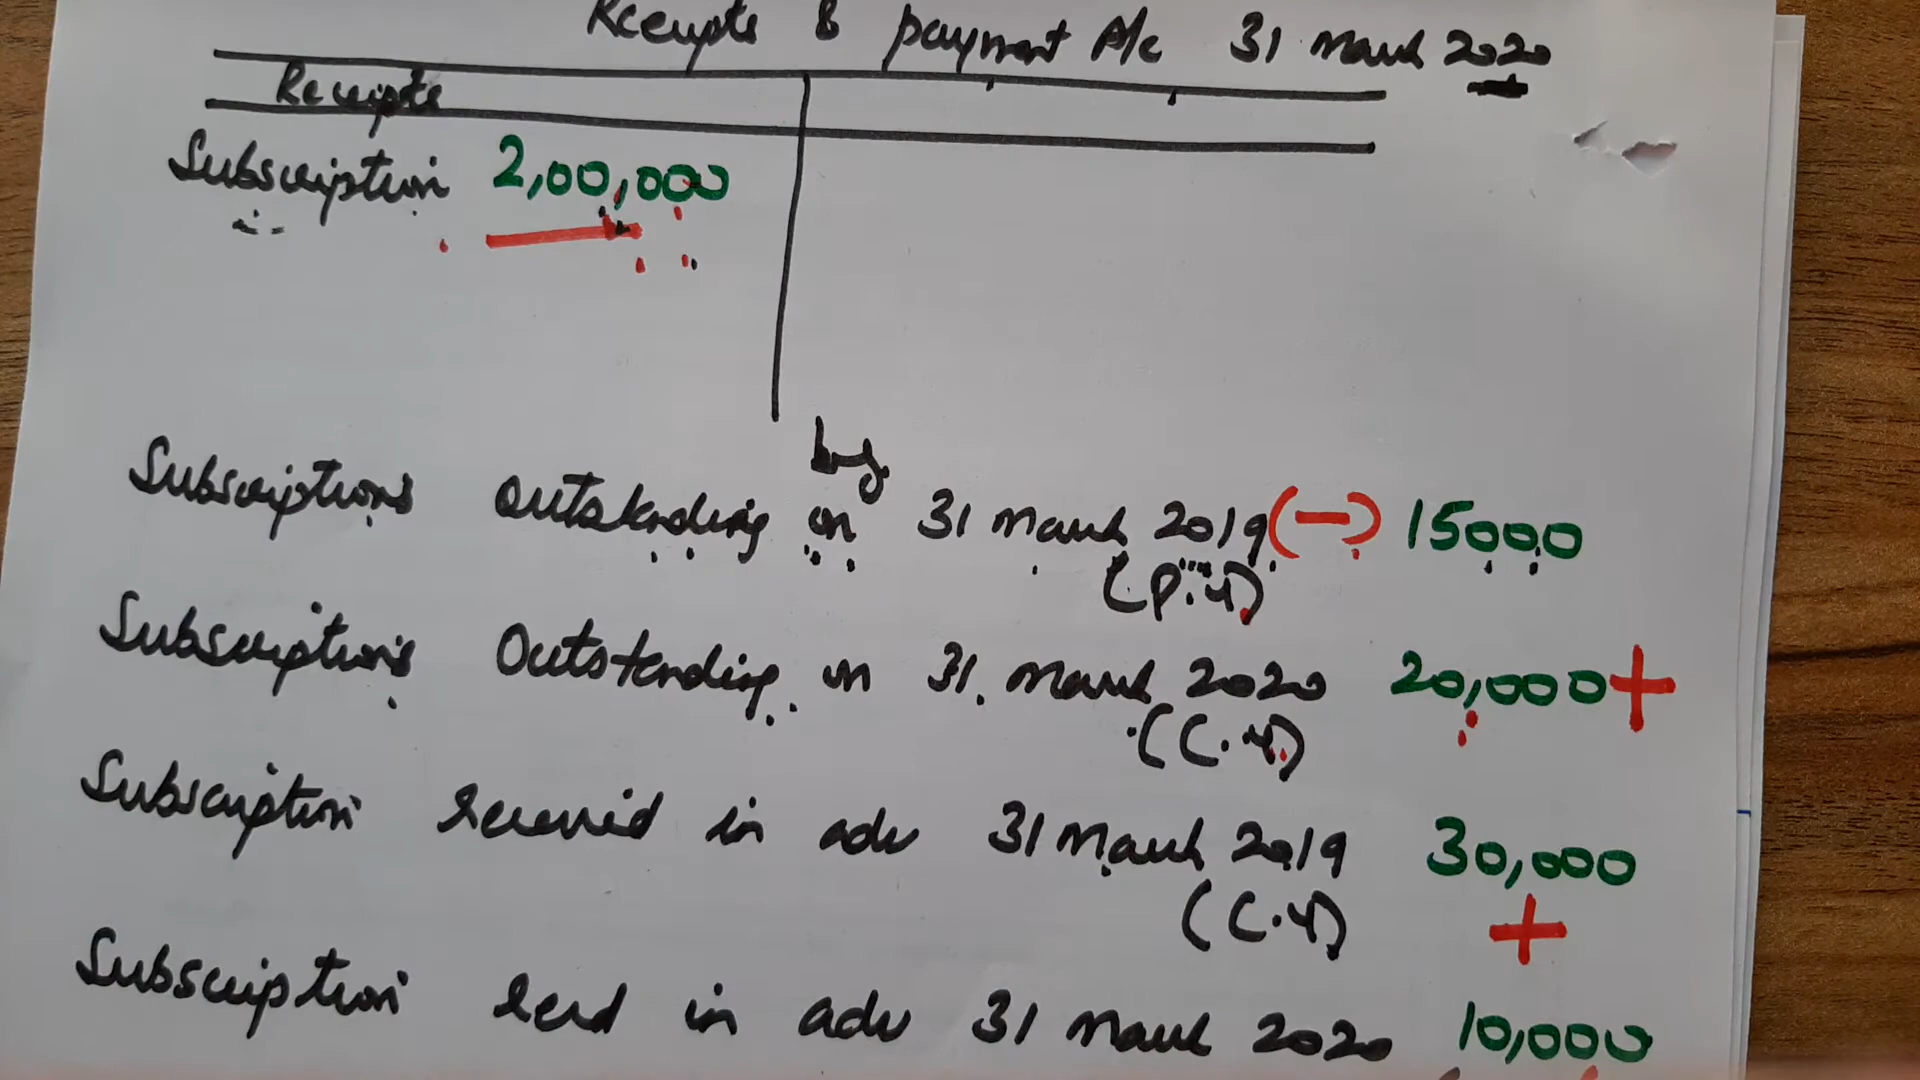 Receipts & payment A/c 31 March 2020
Receipts
Subscription 2,00,000
beg.
Subscriptions outstanding on 31 March 2019 (-) 15000
(P.Y)
Subscriptions Outstanding on 31. March 2020 20,000 +
(C.Y)
Subscription received in adv 31 March 2019 30,000
(C.Y) +
Subscription recd in adv 31 March 2020 10,000